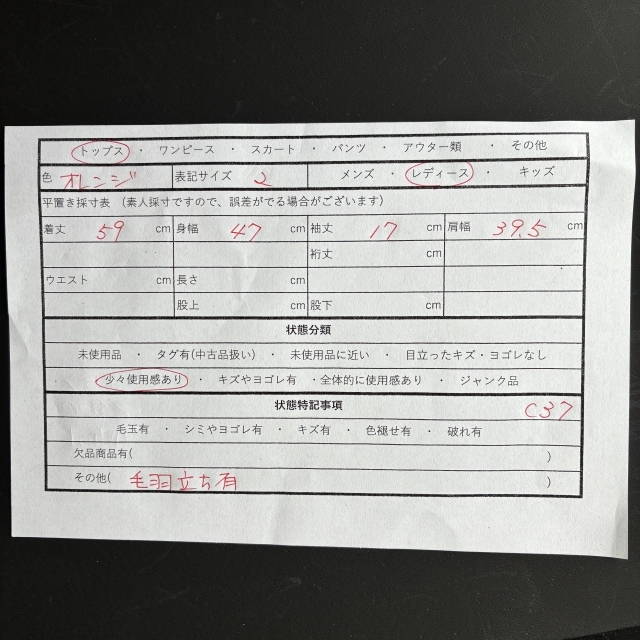 トップス ・ ワンピース ・ スカート ・ パンツ ・ アウター類 ・ その他
色 オレンジ 表記サイズ 2 メンズ ・ レディース ・ キッズ
平置き採寸表 （素人採寸ですので、誤差がでる場合がございます）
着丈 59 cm 身幅 47 cm 袖丈 17 cm 肩幅 39.5 cm
裄丈 cm
ウエスト cm 長さ cm
股上 cm 股下 cm
状態分類
未使用品 ・ タグ有(中古品扱い) ・ 未使用品に近い ・ 目立ったキズ・ヨゴレなし
少々使用感あり ・ キズやヨゴレ有 ・全体的に使用感あり ・ ジャンク品
状態特記事項 C37
毛玉有 ・ シミやヨゴレ有 ・ キズ有 ・ 色褪せ有 ・ 破れ有
欠品商品有( )
その他( 毛羽立ち有 )